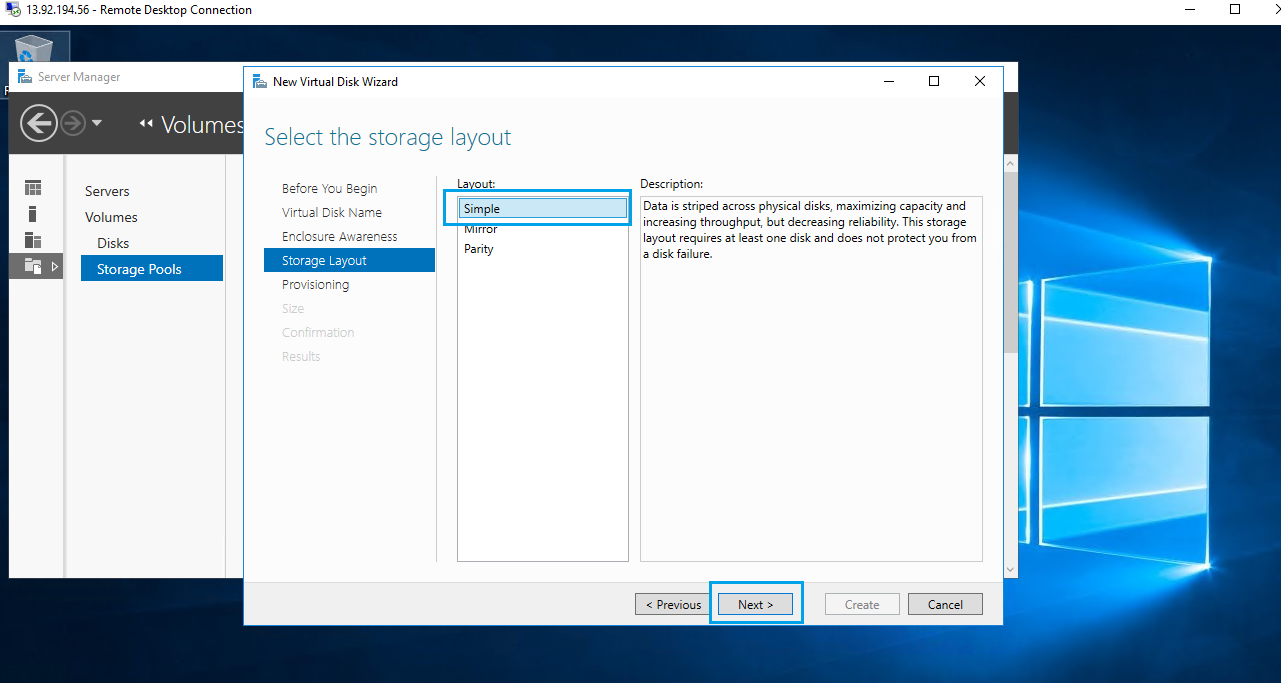 13.92.194.56 - Remote Desktop Connection
Server Manager
Volumes
Servers
Volumes
Disks
Storage Pools
New Virtual Disk Wizard
Select the storage layout
Before You Begin
Virtual Disk Name
Enclosure Awareness
Storage Layout
Provisioning
Size
Confirmation
Results
Layout:
Simple
Mirror
Parity
Description:
Data is striped across physical disks, maximizing capacity and
increasing throughput, but decreasing reliability. This storage
layout requires at least one disk and does not protect you from
a disk failure.
< Previous
Next >
Create
Cancel